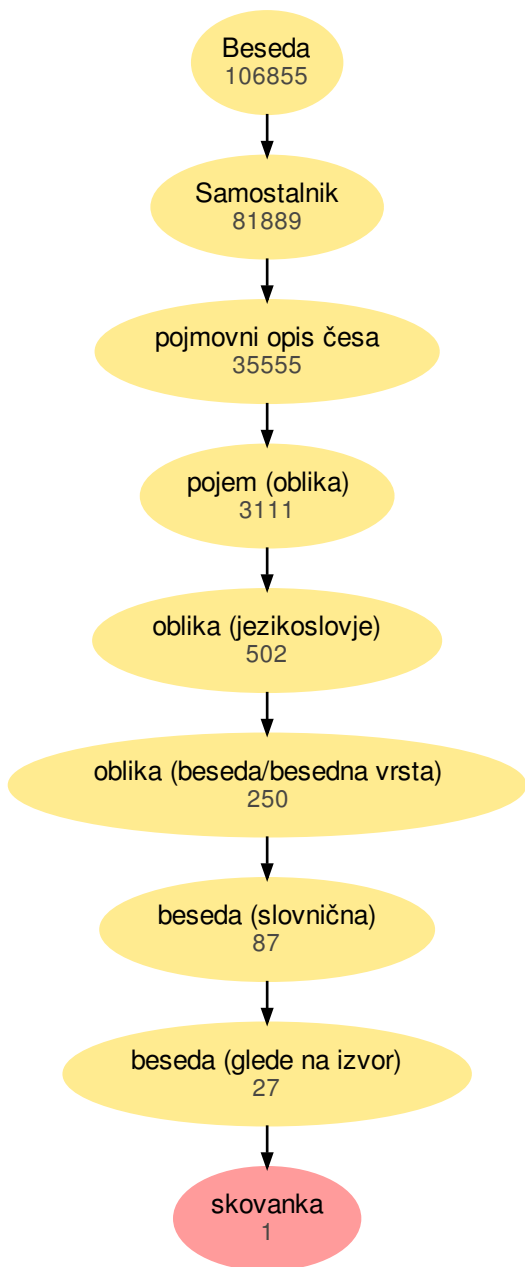 Beseda
106855
Samostalnik
81889
pojmovni opis česa
35555
pojem (oblika)
3111
oblika (jezikoslovje)
502
oblika (beseda/besedna vrsta)
250
beseda (slovnična)
87
beseda (glede na izvor)
27
skovanka
1